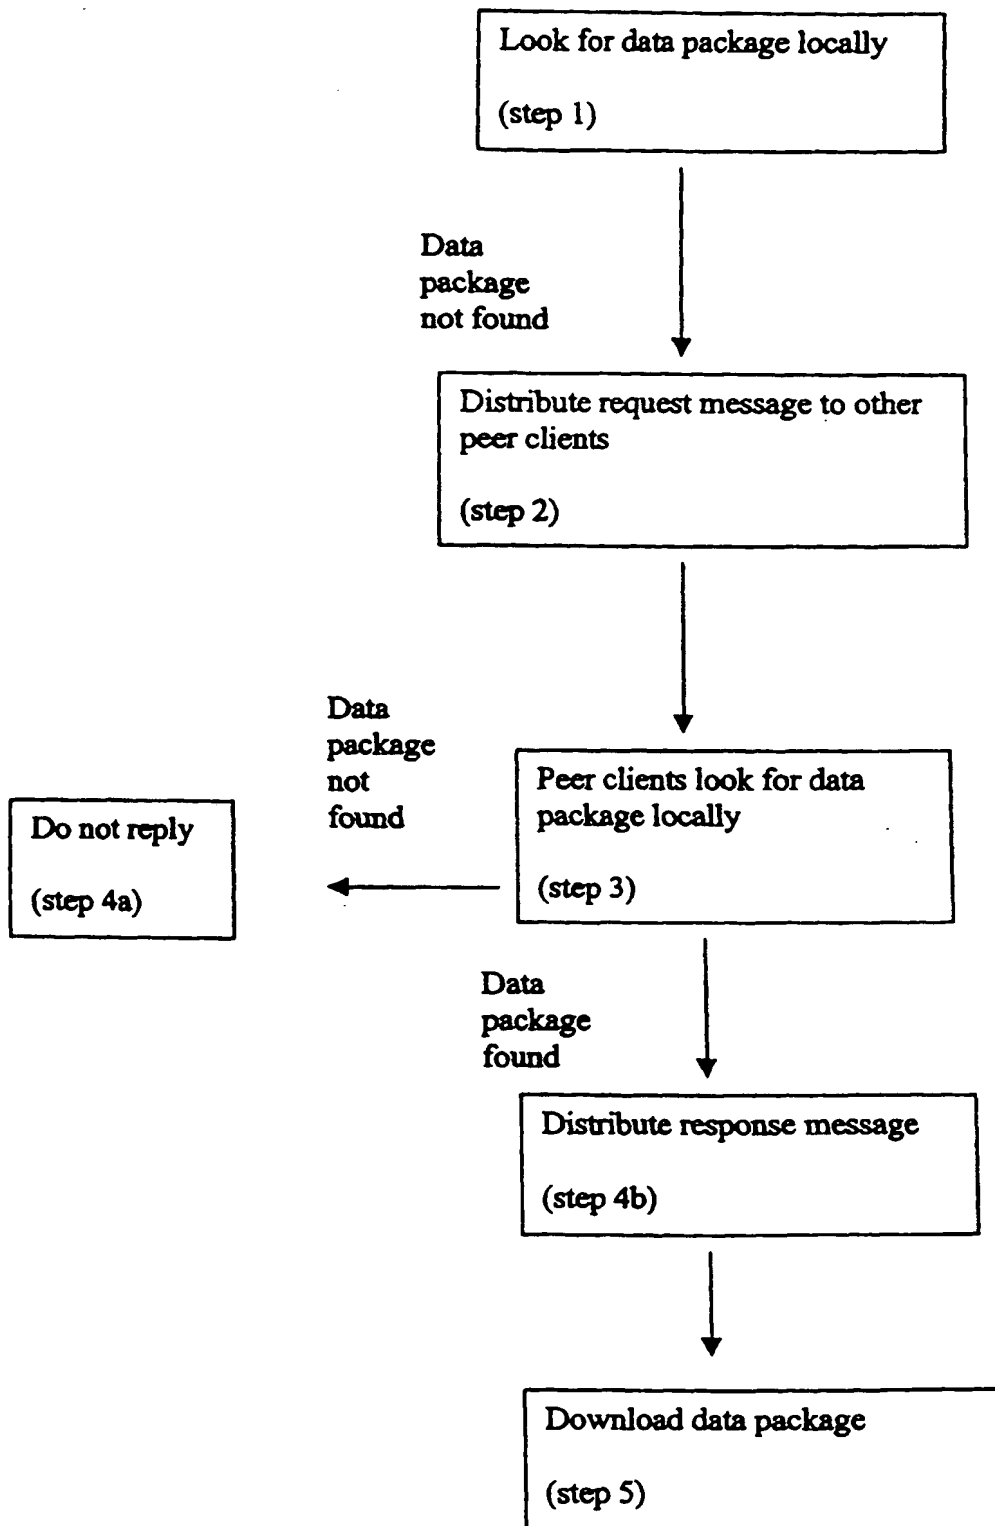 Look for data package locally
(step 1)
Data
package
not found
Distribute request message to other
peer clients
(step 2)
Data
package
not
found
Peer clients look for data
package locally
(step 3)
Do not reply
(step 4a)
Data
package
found
Distribute response message
(step 4b)
Download data package
(step 5)